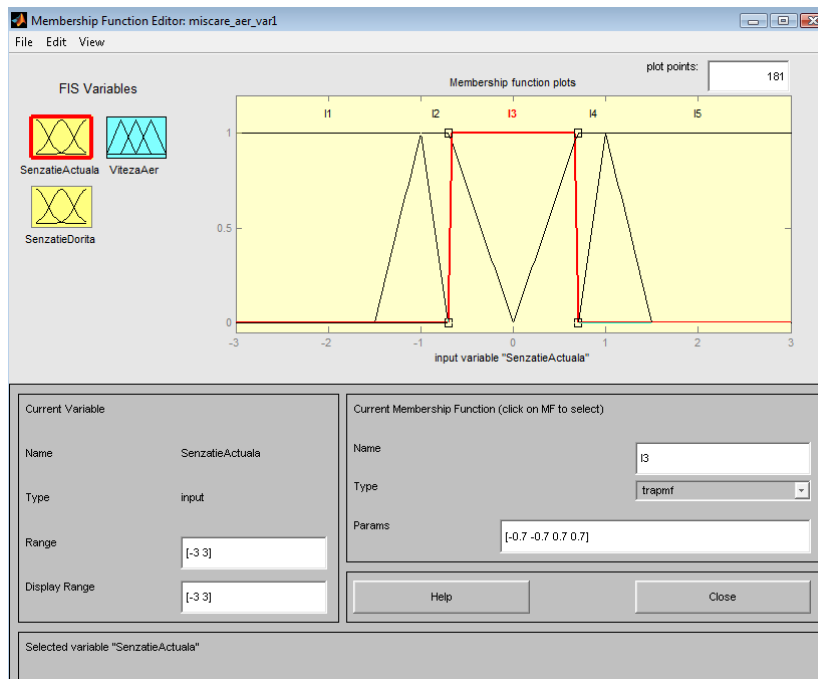 Membership Function Editor: miscare_aer_var1
File Edit View
FIS Variables
SenzatieActuala VitezaAer
SenzatieDorita
plot points: 181
Membership function plots
I1 I2 I3 I4 I5
1
0.5
0
-3 -2 -1 0 1 2 3
input variable "SenzatieActuala"
Current Variable
Name SenzatieActuala
Type input
Range [-3 3]
Display Range [-3 3]
Current Membership Function (click on MF to select)
Name I3
Type trapmf
Params [-0.7 -0.7 0.7 0.7]
Help Close
Selected variable "SenzatieActuala"